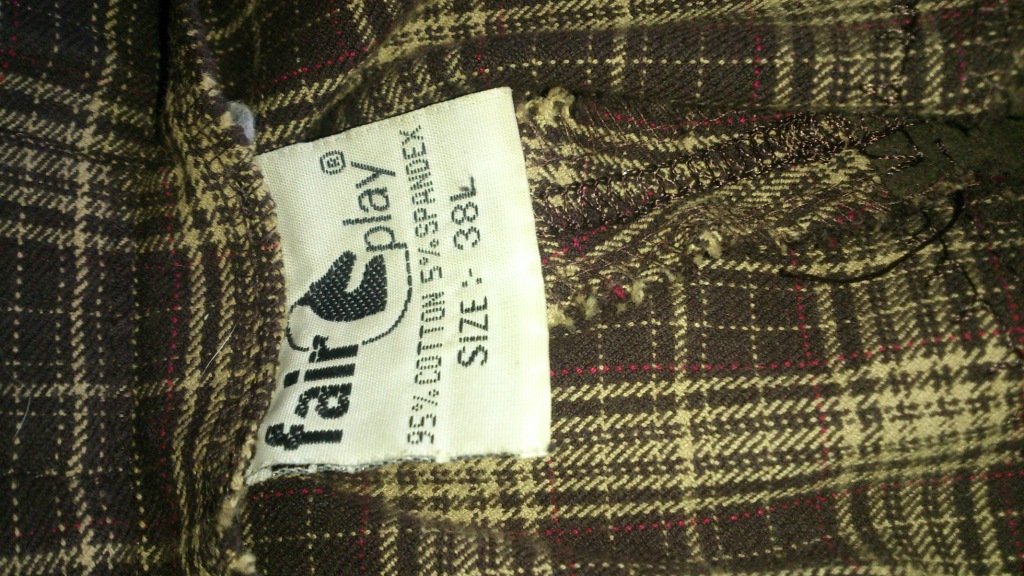 fair play®
95% COTTON 5% SPANDEX
SIZE : 38L